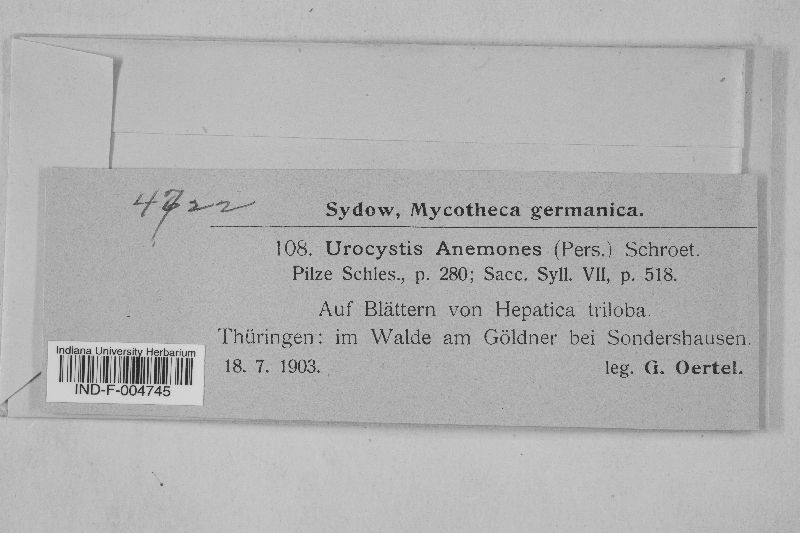 4722
Sydow, Mycotheca germanica.
108. Urocystis Anemones (Pers.) Schroet.
Pilze Schles., p. 280; Sacc. Syll. VII, p. 518.
Auf Blättern von Hepatica triloba.
Thüringen: im Walde am Göldner bei Sondershausen.
18. 7. 1903. leg. G. Oertel.
Indiana University Herbarium
IND-F-004745